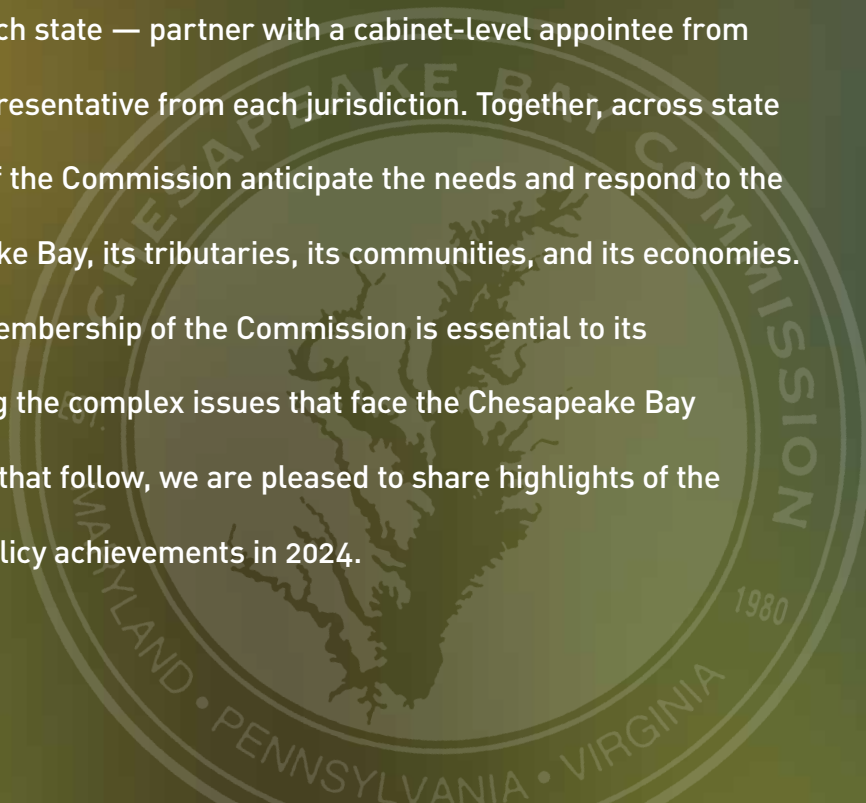 ch state — partner with a cabinet-level appointee from
resentative from each jurisdiction. Together, across state
f the Commission anticipate the needs and respond to the
ke Bay, its tributaries, its communities, and its economies.
embership of the Commission is essential to its
g the complex issues that face the Chesapeake Bay
that follow, we are pleased to share highlights of the
licy achievements in 2024.
CHESAPEAKE BAY COMMISSION
EST. 1980
MARYLAND • PENNSYLVANIA • VIRGINIA